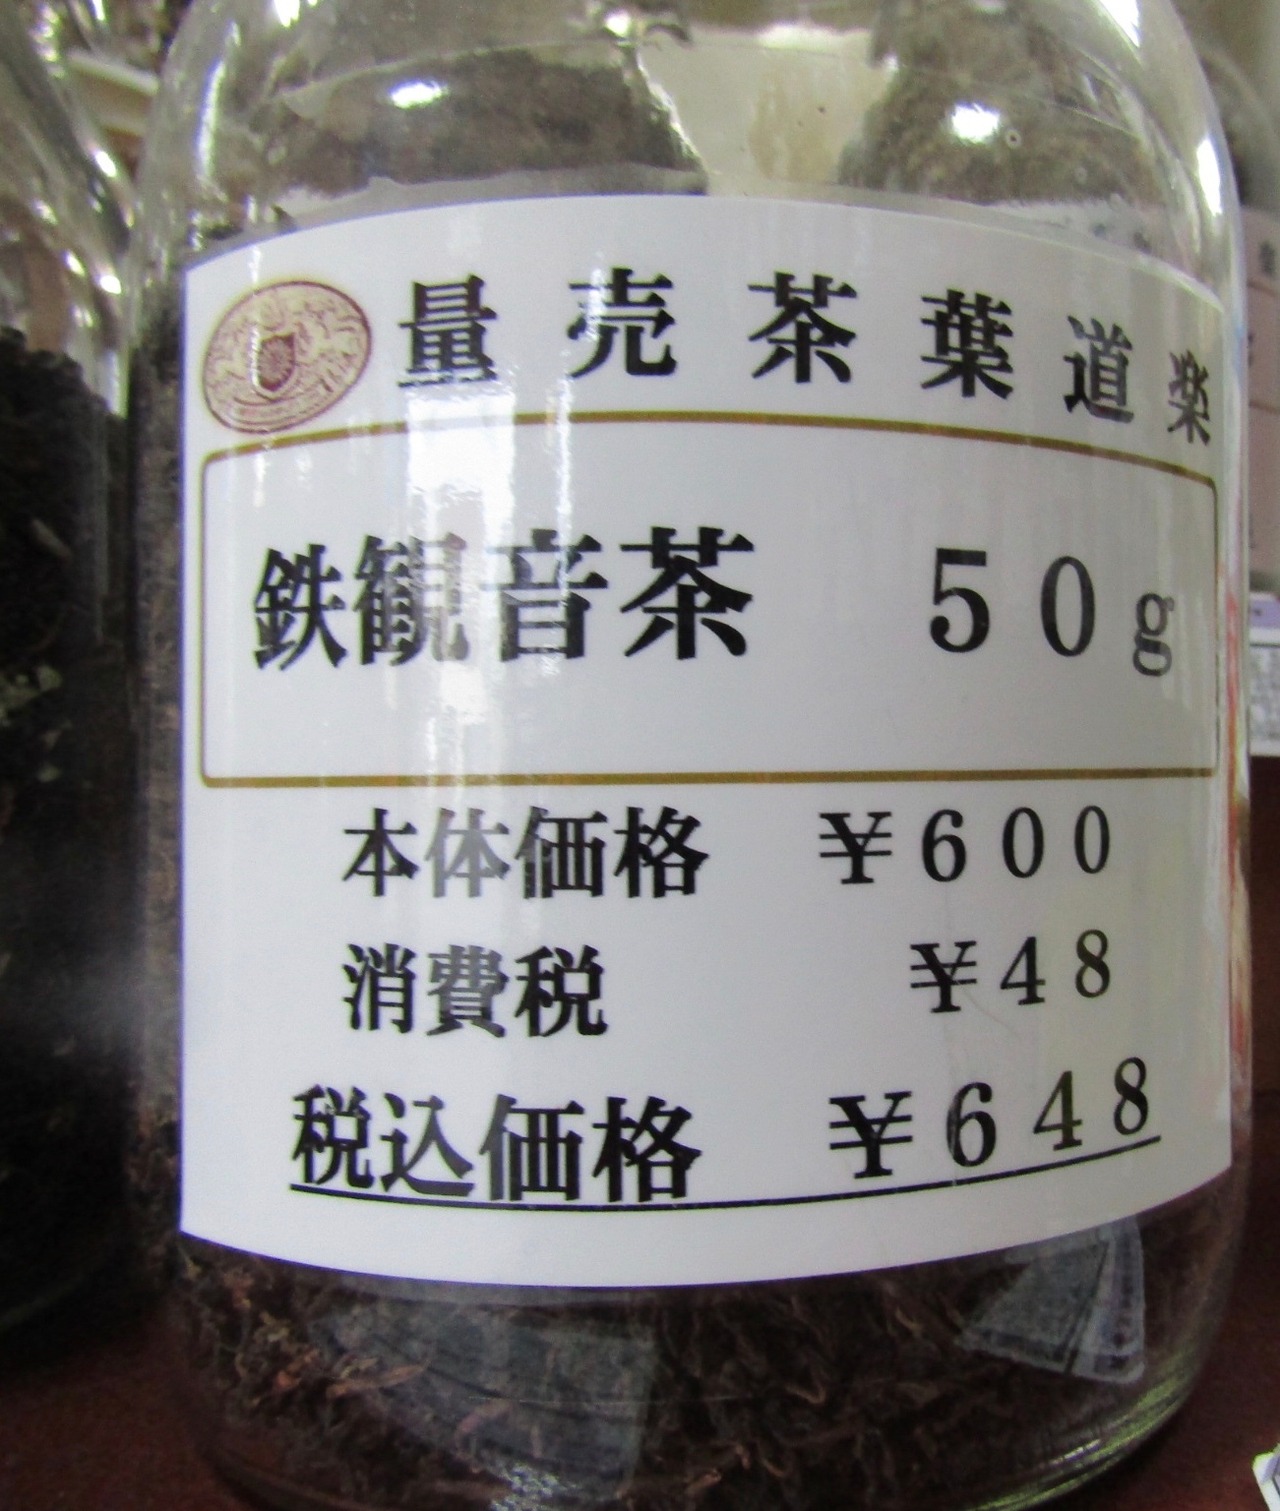 量売茶葉道楽
鉄観音茶 50g
本体価格 ¥600
消費税 ¥48
税込価格 ¥648